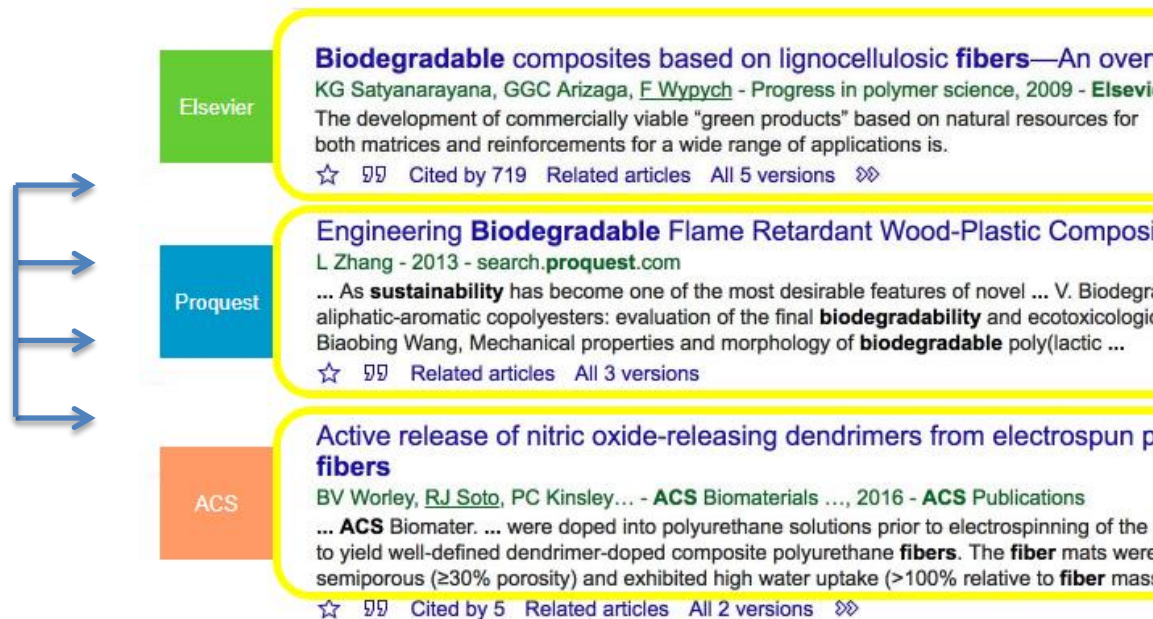 Elsevier
Biodegradable composites based on lignocellulosic fibers—An over
KG Satyanarayana, GGC Arizaga, F Wypych - Progress in polymer science, 2009 - Elsevie
The development of commercially viable “green products” based on natural resources for
both matrices and reinforcements for a wide range of applications is.
Cited by 719 Related articles All 5 versions
Proquest
Engineering Biodegradable Flame Retardant Wood-Plastic Composi
L Zhang - 2013 - search.proquest.com
... As sustainability has become one of the most desirable features of novel ... V. Biodegra
aliphatic-aromatic copolyesters: evaluation of the final biodegradability and ecotoxicologic
Biaobing Wang, Mechanical properties and morphology of biodegradable poly(lactic ...
Related articles All 3 versions
ACS
Active release of nitric oxide-releasing dendrimers from electrospun p
fibers
BV Worley, RJ Soto, PC Kinsley… - ACS Biomaterials …, 2016 - ACS Publications
... ACS Biomater. ... were doped into polyurethane solutions prior to electrospinning of the
to yield well-defined dendrimer-doped composite polyurethane fibers. The fiber mats were
semiporous (≥30% porosity) and exhibited high water uptake (>100% relative to fiber mass
Cited by 5 Related articles All 2 versions